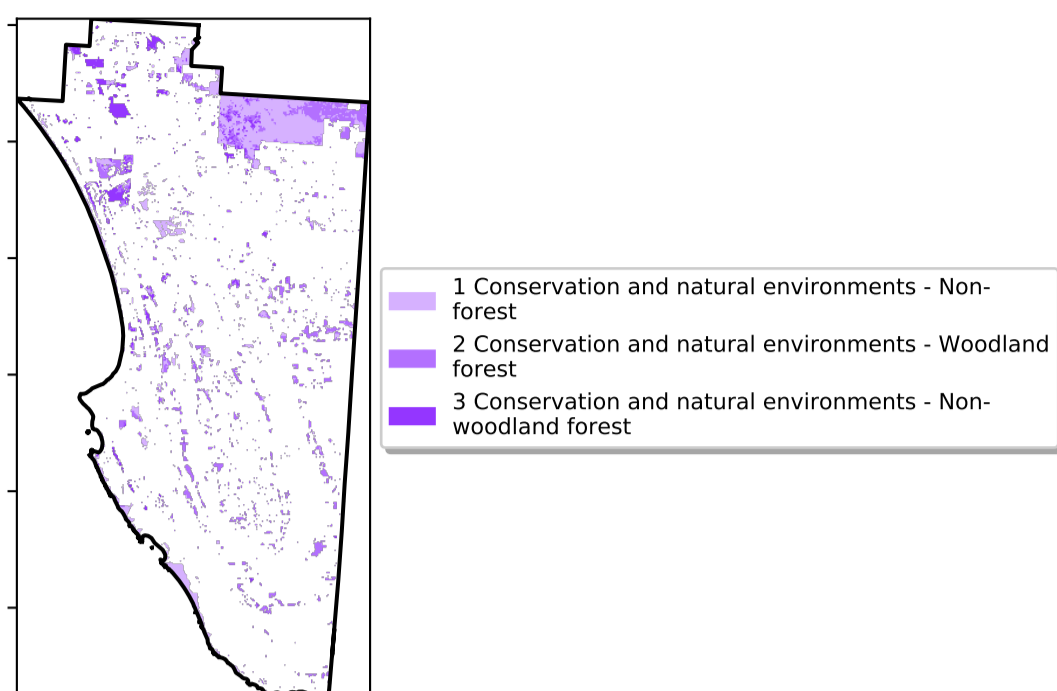 1 Conservation and natural environments - Non-
forest
2 Conservation and natural environments - Woodland
forest
3 Conservation and natural environments - Non-
woodland forest